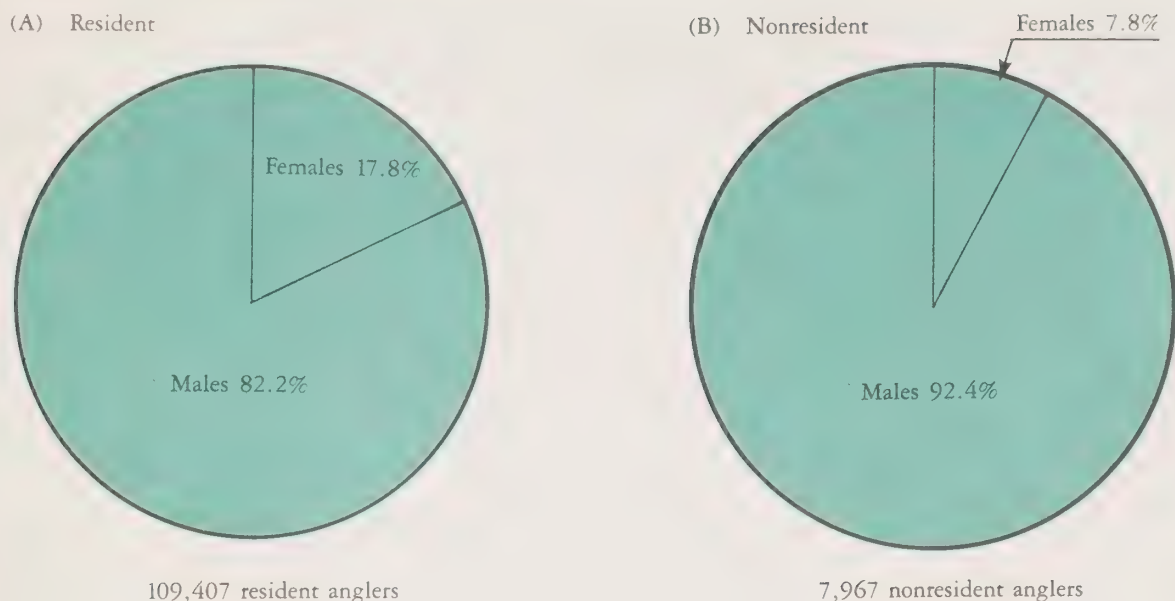 (A) Resident
Females 17.8%
Males 82.2%
109,407 resident anglers
(B) Nonresident
Females 7.8%
Males 92.4%
7,967 nonresident anglers